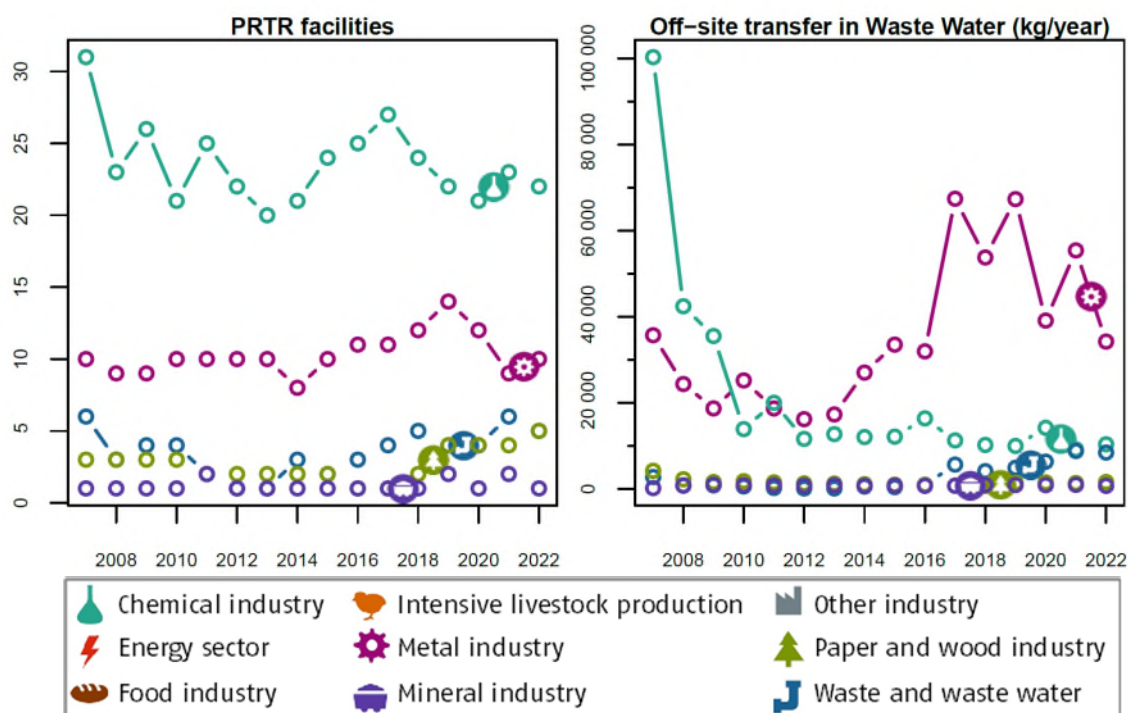 PRTR facilities
Off-site transfer in Waste Water (kg/year)
30
25
20
15
10
5
0
100 000
80 000
60 000
40 000
20 000
0
2008 2010 2012 2014 2016 2018 2020 2022
2008 2010 2012 2014 2016 2018 2020 2022
Chemical industry Intensive livestock production Other industry
Energy sector Metal industry Paper and wood industry
Food industry Mineral industry Waste and waste water